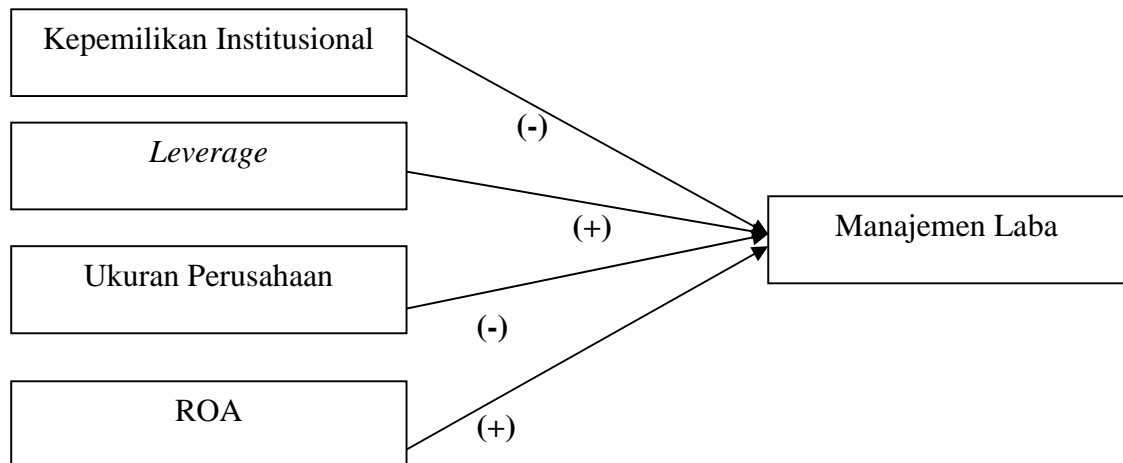 Kepemilikan Institusional
(-)
Leverage
(+)
Manajemen Laba
Ukuran Perusahaan
(-)
ROA
(+)